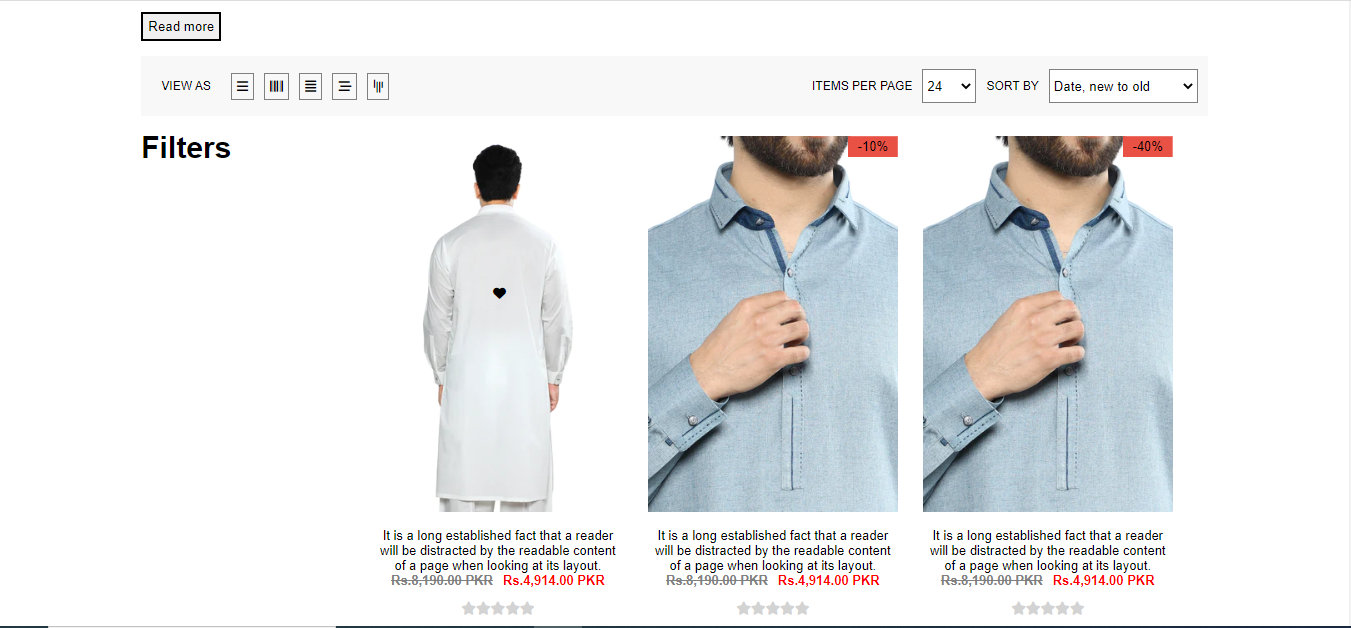 Read more
VIEW AS
ITEMS PER PAGE 24 SORT BY Date, new to old
Filters
-10%
-40%
It is a long established fact that a reader
will be distracted by the readable content
of a page when looking at its layout.
Rs.8,190.00 PKR Rs.4,914.00 PKR
It is a long established fact that a reader
will be distracted by the readable content
of a page when looking at its layout.
Rs.8,190.00 PKR Rs.4,914.00 PKR
It is a long established fact that a reader
will be distracted by the readable content
of a page when looking at its layout.
Rs.8,190.00 PKR Rs.4,914.00 PKR